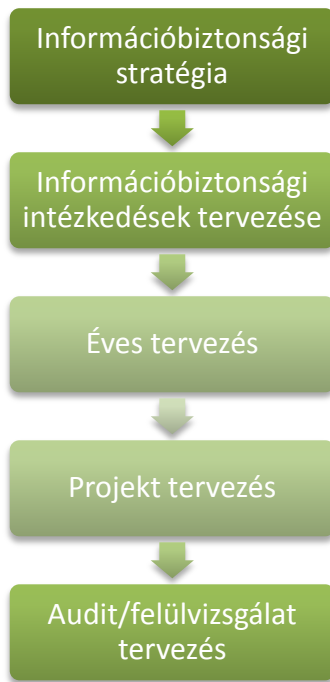 Információbiztonsági
stratégia
Információbiztonsági
intézkedések tervezése
Éves tervezés
Projekt tervezés
Audit/felülvizsgálat
tervezés